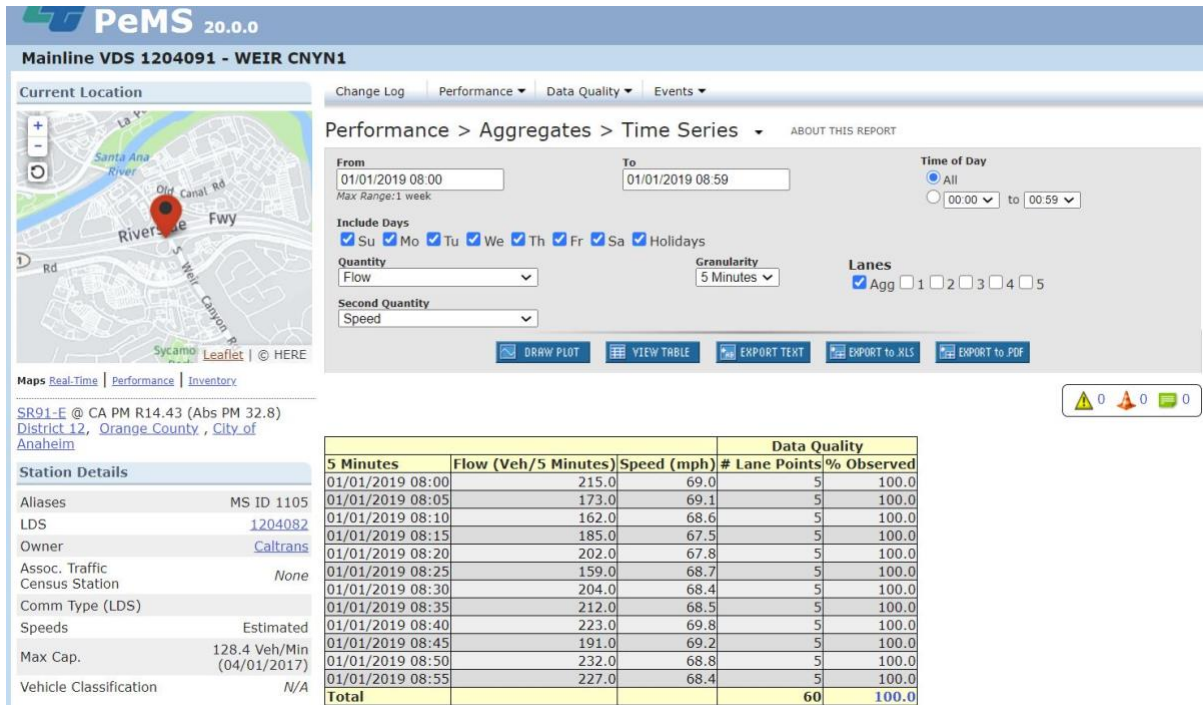 PeMS 20.0.0
Mainline VDS 1204091 - WEIR CNYN1
Current Location
+
-
Santa Ana
River
Old Canal Rd
Riverside Fwy
S Weir Canyon R
Rd
Sycamo
Leaflet | © HERE
Maps Real-Time | Performance | Inventory
SR91-E @ CA PM R14.43 (Abs PM 32.8)
District 12, Orange County , City of
Anaheim
Station Details
Aliases MS ID 1105
LDS 1204082
Owner Caltrans
Assoc. Traffic
Census Station None
Comm Type (LDS)
Speeds Estimated
Max Cap. 128.4 Veh/Min
(04/01/2017)
Vehicle Classification N/A
Change Log Performance Data Quality Events
Performance > Aggregates > Time Series ABOUT THIS REPORT
From To Time of Day
01/01/2019 08:00 01/01/2019 08:59 All
Max Range:1 week 00:00 to 00:59
Include Days
Su Mo Tu We Th Fr Sa Holidays
Quantity Granularity Lanes
Flow 5 Minutes Agg 1 2 3 4 5
Second Quantity
Speed
DRAW PLOT VIEW TABLE EXPORT TEXT EXPORT to .XLS EXPORT to .PDF
0 0 0
Data Quality
5 Minutes Flow (Veh/5 Minutes) Speed (mph) # Lane Points % Observed
01/01/2019 08:00 215.0 69.0 5 100.0
01/01/2019 08:05 173.0 69.1 5 100.0
01/01/2019 08:10 162.0 68.6 5 100.0
01/01/2019 08:15 185.0 67.5 5 100.0
01/01/2019 08:20 202.0 67.8 5 100.0
01/01/2019 08:25 159.0 68.7 5 100.0
01/01/2019 08:30 204.0 68.4 5 100.0
01/01/2019 08:35 212.0 68.5 5 100.0
01/01/2019 08:40 223.0 69.8 5 100.0
01/01/2019 08:45 191.0 69.2 5 100.0
01/01/2019 08:50 232.0 68.8 5 100.0
01/01/2019 08:55 227.0 68.4 5 100.0
Total 60 100.0